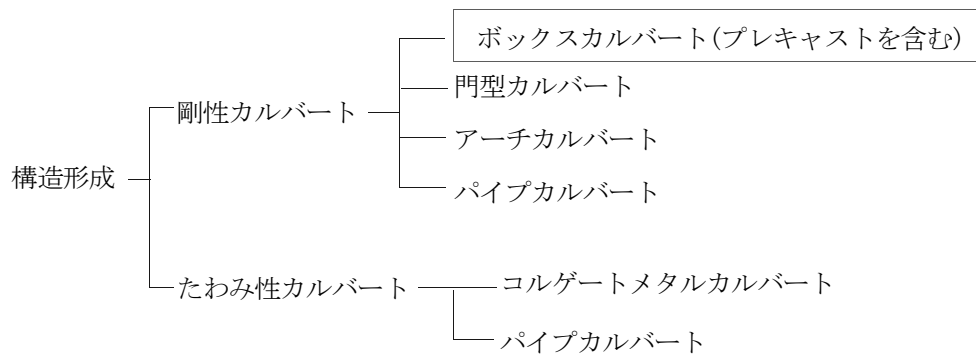 ボックスカルバート(プレキャストを含む)
門型カルバート
剛性カルバート
アーチカルバート
構造形成
パイプカルバート
たわみ性カルバート
コルゲートメタルカルバート
パイプカルバート